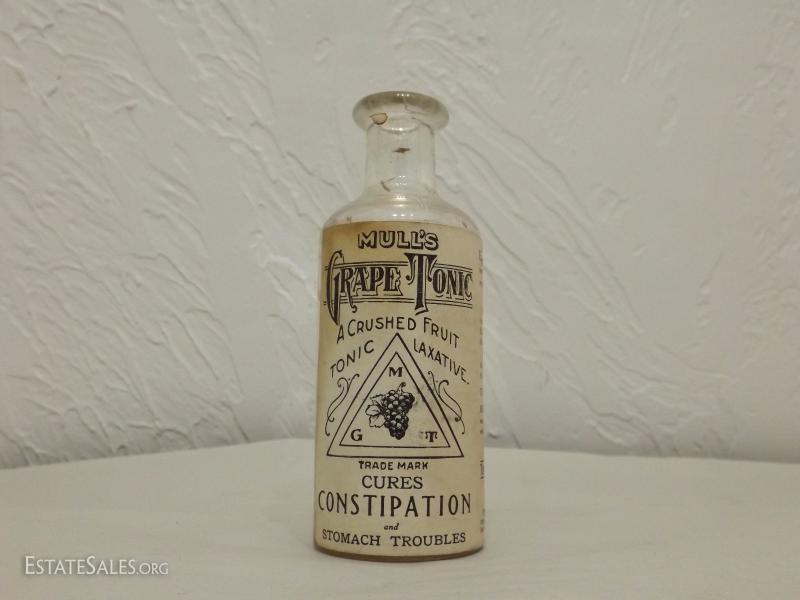 MULL'S
GRAPE TONIC
A CRUSHED FRUIT
TONIC LAXATIVE.
M
G T
TRADE MARK
CURES
CONSTIPATION
and
STOMACH TROUBLES
ESTATESALES.ORG